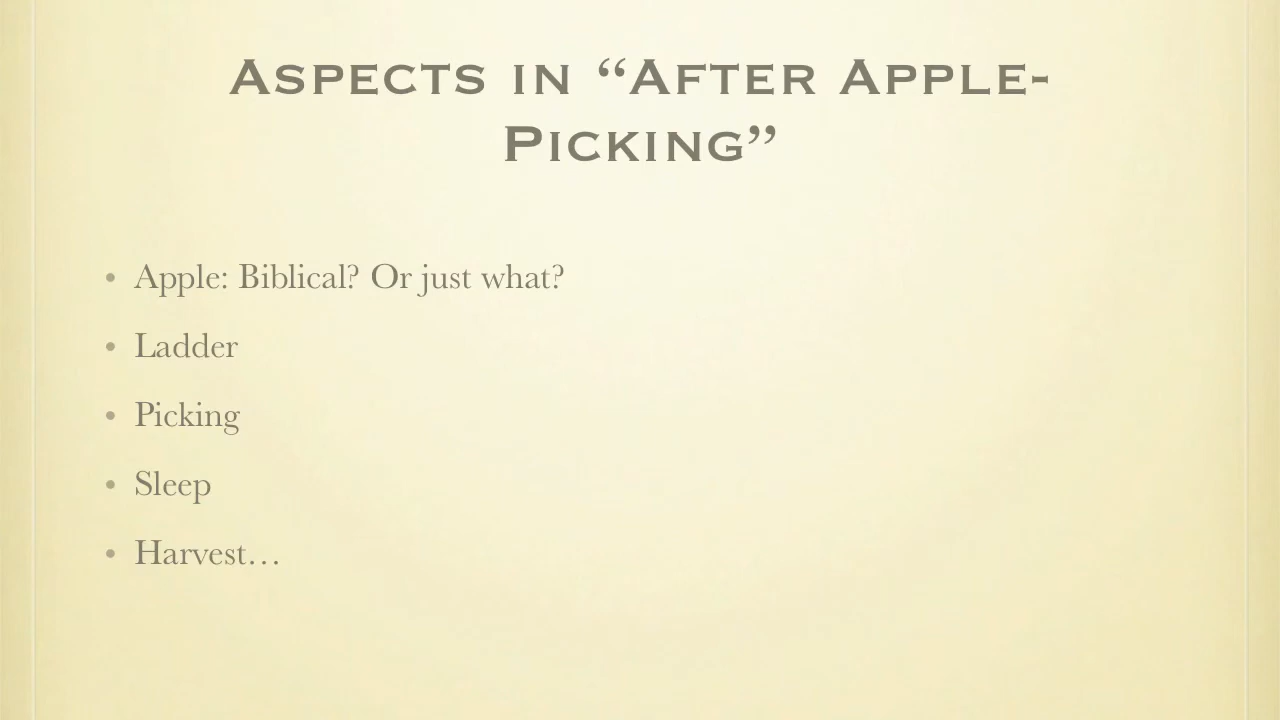 Aspects in “After Apple-
Picking”
• Apple: Biblical? Or just what?
• Ladder
• Picking
• Sleep
• Harvest…